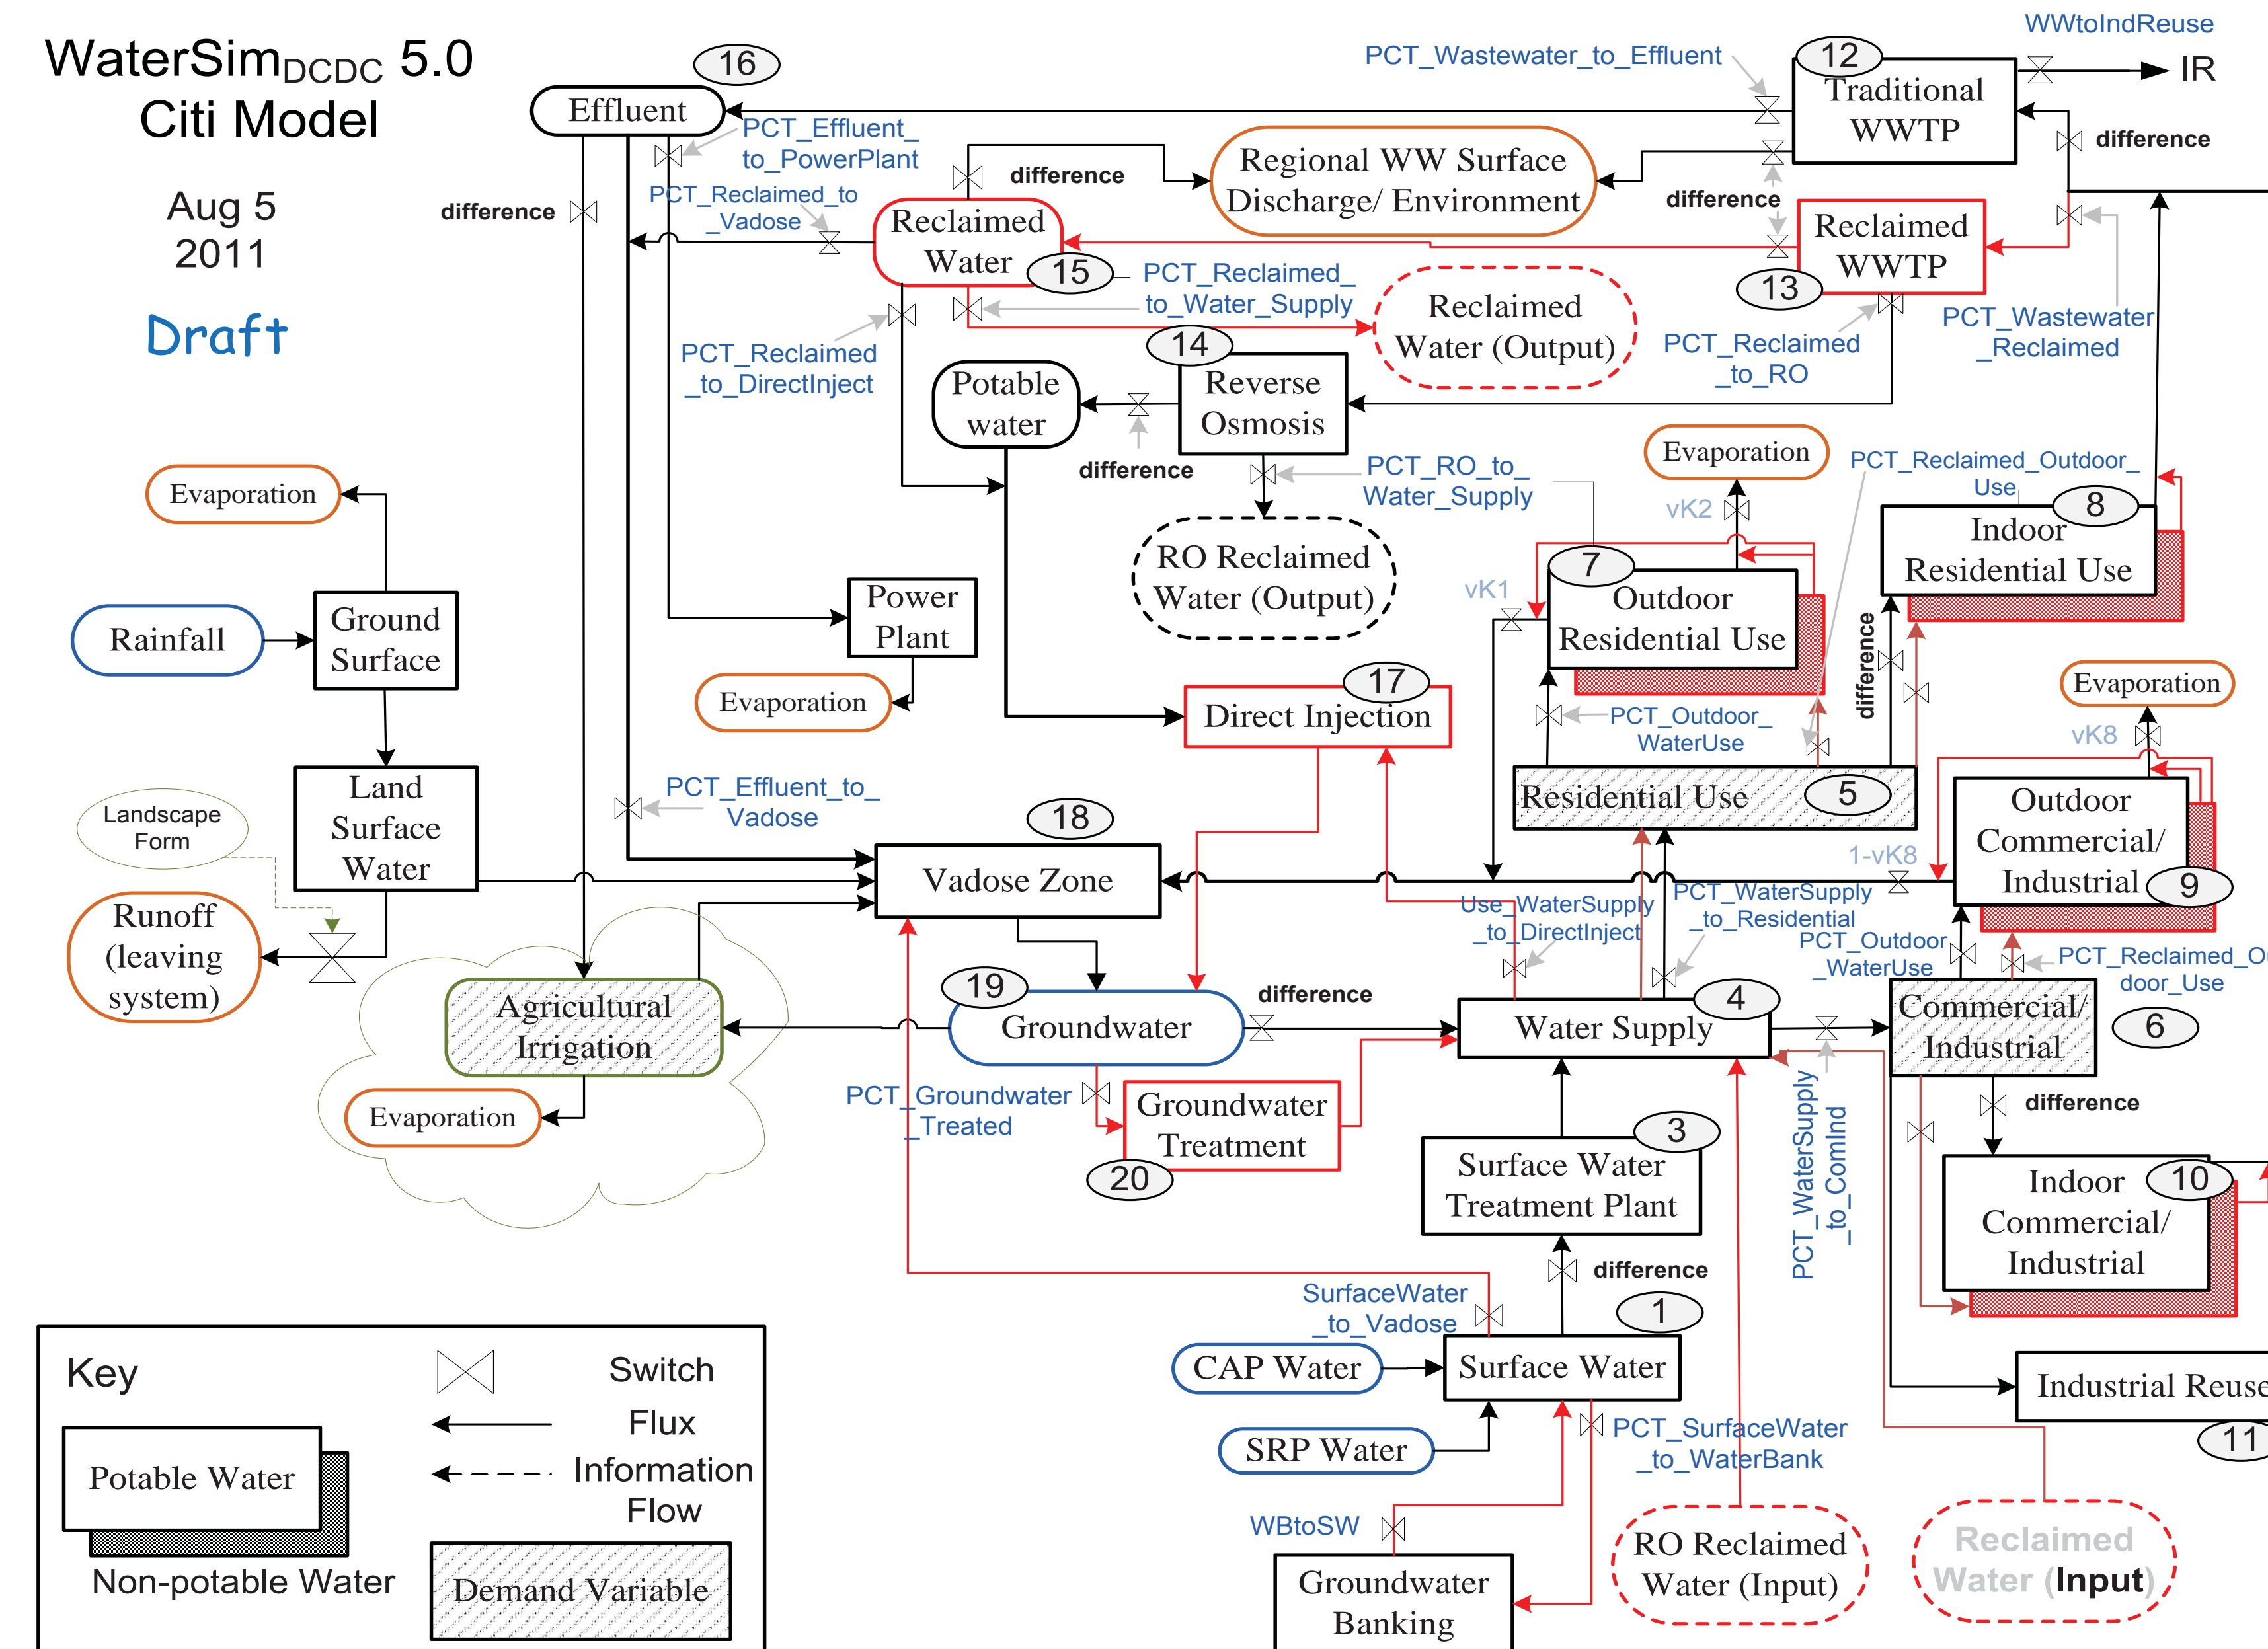 WaterSimDCDC 5.0
Citi Model
Aug 5
2011
Draft
16
Effluent
PCT_Effluent_
to_PowerPlant
PCT_Wastewater_to_Effluent
12
Traditional
WWTP
WWtoIndReuse
IR
difference
difference
PCT_Reclaimed_to
_Vadose
difference
Reclaimed
Water
15
Regional WW Surface
Discharge/ Environment
difference
Reclaimed
WWTP
13
PCT_Reclaimed_
to_Water_Supply
Reclaimed
Water (Output)
PCT_Reclaimed
_to_RO
PCT_Wastewater
_Reclaimed
PCT_Reclaimed
_to_DirectInject
Potable
water
14
Reverse
Osmosis
difference
PCT_RO_to_
Water_Supply
RO Reclaimed
Water (Output)
Evaporation
vK2
PCT_Reclaimed_Outdoor_
Use
8
Indoor
Residential Use
7
Outdoor
Residential Use
vK1
difference
Evaporation
Rainfall
Ground
Surface
Power
Plant
Evaporation
17
Direct Injection
PCT_Outdoor_
WaterUse
Evaporation
vK8
Residential Use
5
Land
Surface
Water
Landscape
Form
PCT_Effluent_to_
Vadose
18
Vadose Zone
Outdoor
Commercial/
Industrial
9
1-vK8
Runoff
(leaving
system)
Use_WaterSupply
_to_DirectInject
PCT_WaterSupply
_to_Residential
PCT_Outdoor
_WaterUse
PCT_Reclaimed_O
door_Use
Agricultural
Irrigation
Evaporation
19
Groundwater
difference
4
Water Supply
Commercial/
Industrial
6
PCT_Groundwater
_Treated
Groundwater
Treatment
20
3
Surface Water
Treatment Plant
PCT_WaterSupply
_to_ComInd
difference
Indoor
Commercial/
Industrial
10
difference
SurfaceWater
_to_Vadose
1
CAP Water
Surface Water
SRP Water
PCT_SurfaceWater
_to_WaterBank
Industrial Reuse
11
WBtoSW
Groundwater
Banking
RO Reclaimed
Water (Input)
Reclaimed
Water (Input)
Key
Switch
Flux
Information
Flow
Potable Water
Non-potable Water
Demand Variable